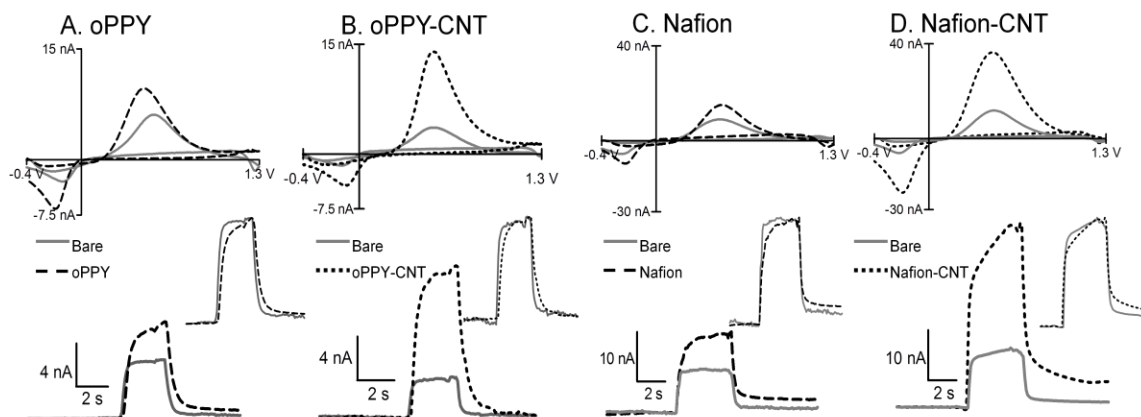 A. oPPY
B. oPPY-CNT
C. Nafion
D. Nafion-CNT
15 nA
15 nA
40 nA
40 nA
-0.4 V
1.3 V
-0.4 V
1.3 V
-0.4 V
1.3 V
-0.4 V
1.3 V
-7.5 nA
-7.5 nA
-30 nA
-30 nA
Bare
oPPY
Bare
oPPY-CNT
Bare
Nafion
Bare
Nafion-CNT
4 nA
2 s
4 nA
2 s
10 nA
2 s
10 nA
2 s